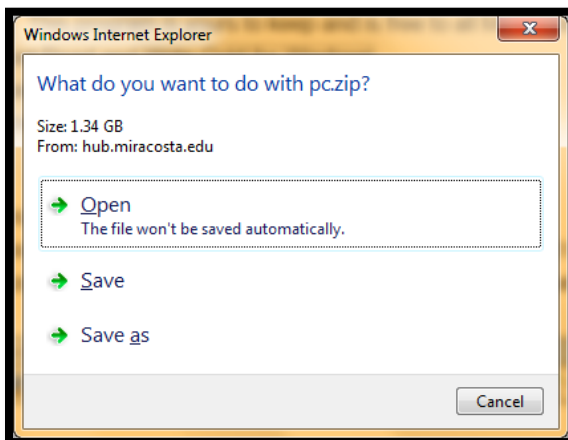 Windows Internet Explorer
What do you want to do with pc.zip?
Size: 1.34 GB
From: hub.miracosta.edu
Open
The file won't be saved automatically.
Save
Save as
Cancel